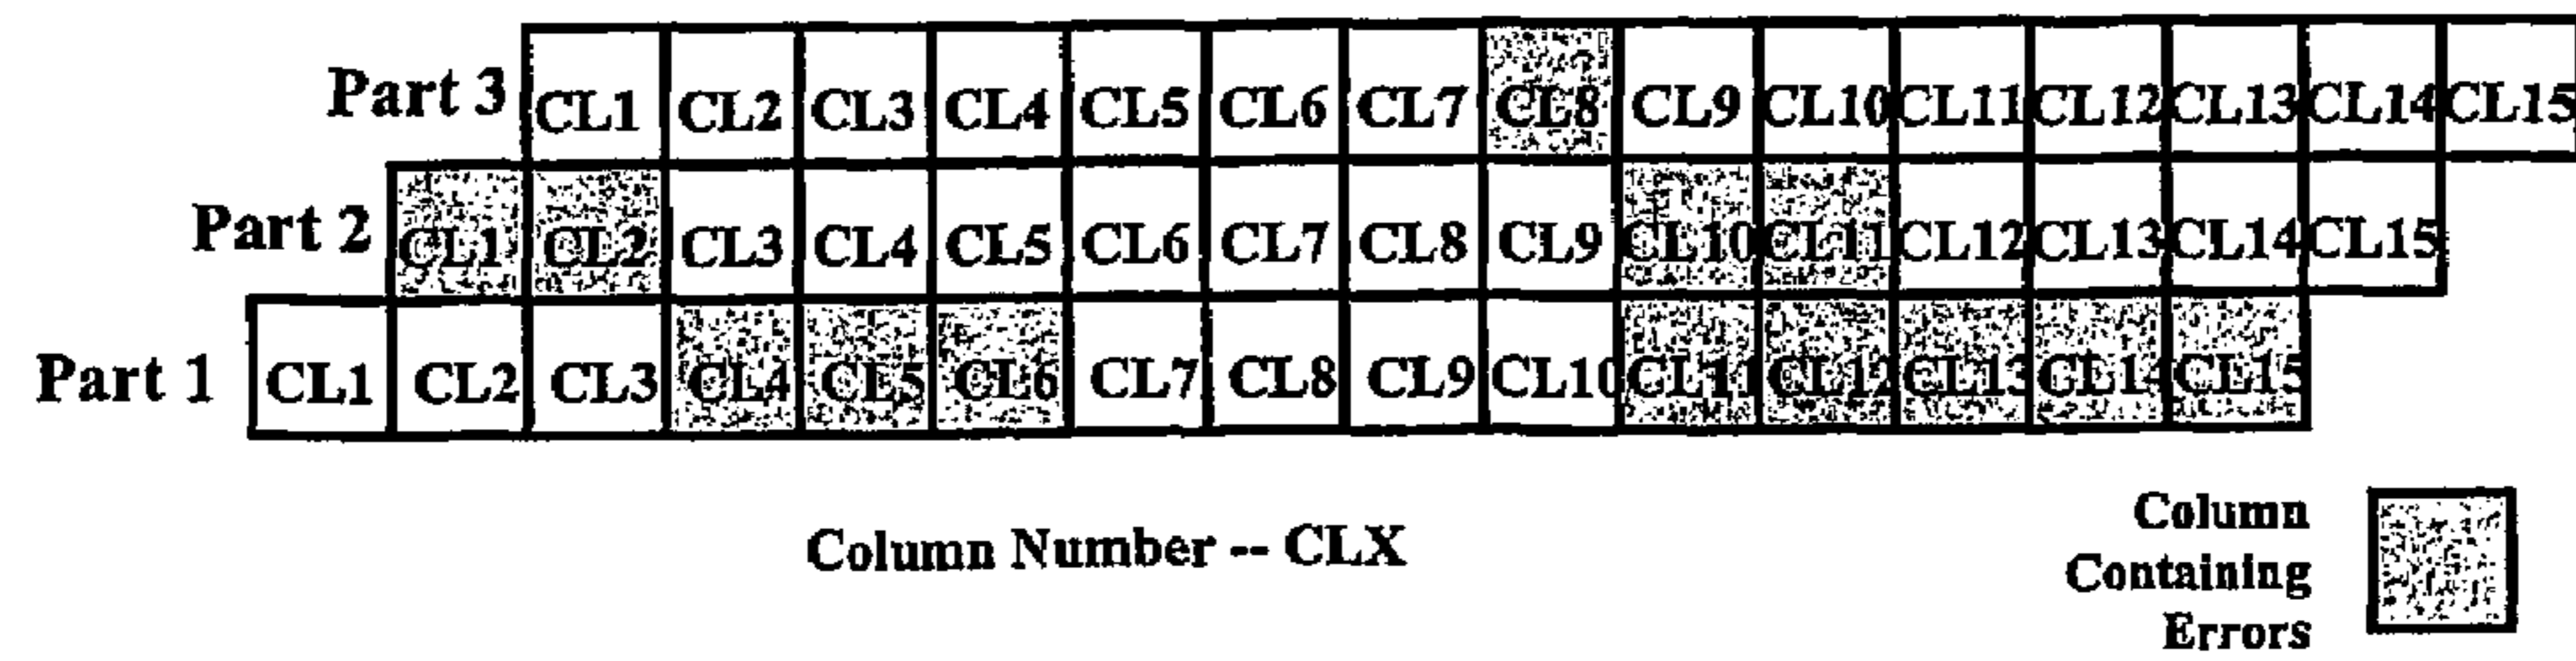 Part 3 CL1 CL2 CL3 CL4 CL5 CL6 CL7 CL8 CL9 CL10 CL11 CL12 CL13 CL14 CL15
Part 2 CL1 CL2 CL3 CL4 CL5 CL6 CL7 CL8 CL9 CL10 CL11 CL12 CL13 CL14 CL15
Part 1 CL1 CL2 CL3 CL4 CL5 CL6 CL7 CL8 CL9 CL10 CL11 CL12 CL13 CL14 CL15
Column Number -- CLX
Column
Containing
Errors